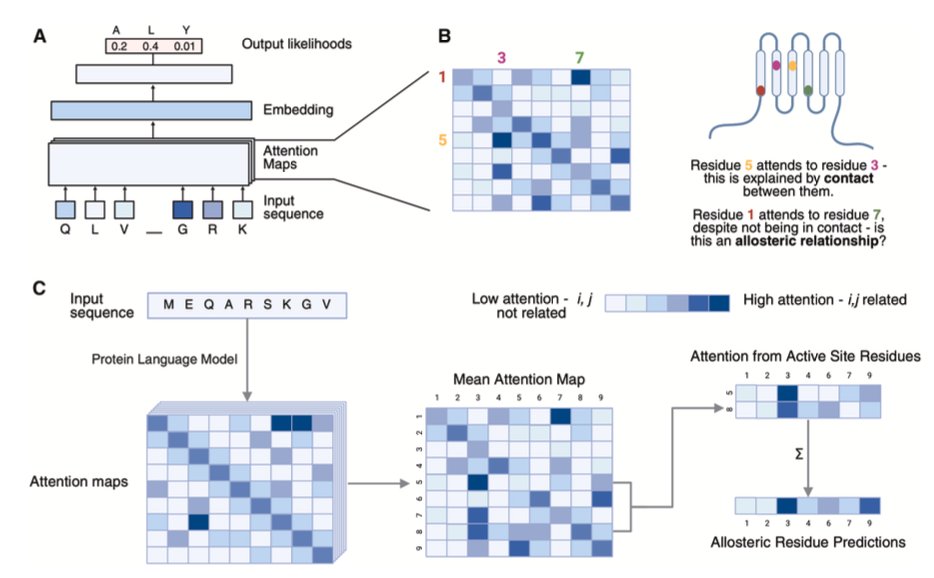 A
A L Y
0.2 0.4 0.01
Output likelihoods
Embedding
Attention
Maps
Input
sequence
Q L V _ G R K
B
3 7
1
5
Residue 5 attends to residue 3 -
this is explained by contact
between them.
Residue 1 attends to residue 7,
despite not being in contact - is
this an allosteric relationship?
C
Input
sequence
M E Q A R S K G V
Protein Language Model
Attention maps
Low attention - i, j
not related
High attention - i,j related
Mean Attention Map
1 2 3 4 5 6 7 8 9
1
2
3
4
5
6
7
8
9
Attention from Active Site Residues
1 2 3 4 6 7 9
5
8
Σ
1 2 3 4 6 7 9
Allosteric Residue Predictions